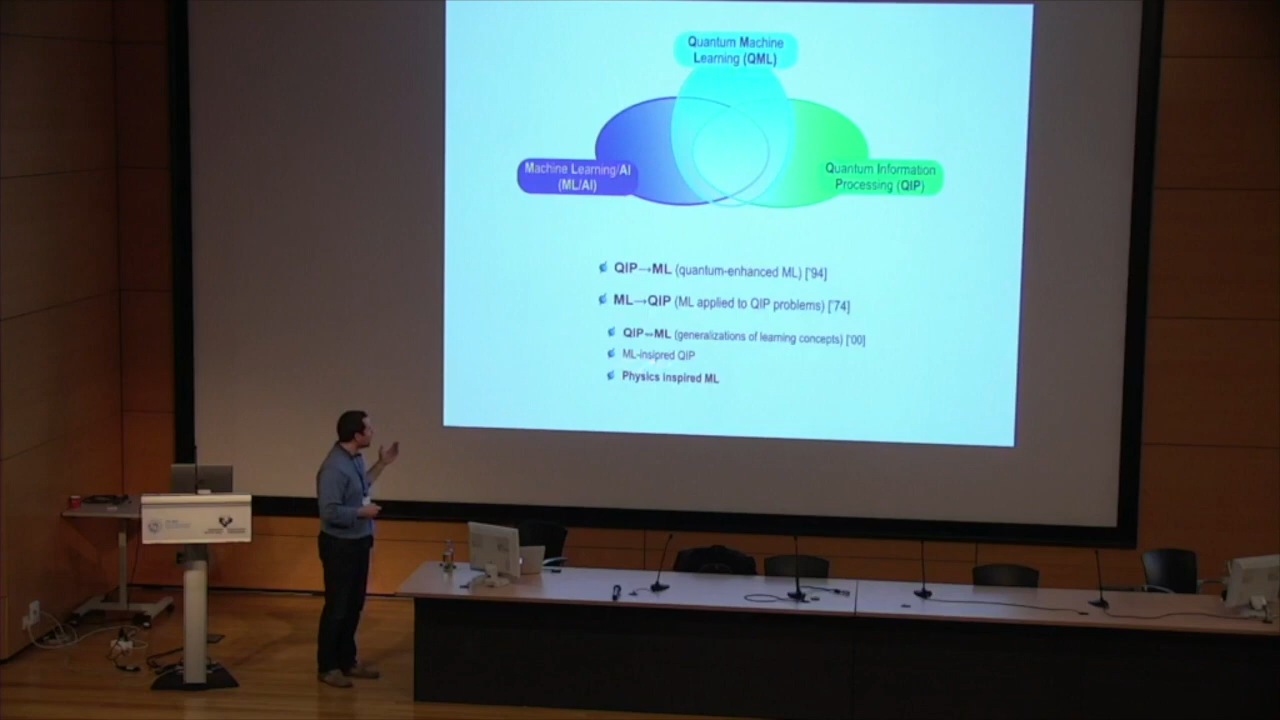 Quantum Machine
Learning (QML)
Machine Learning/AI
(ML/AI)
Quantum Information
Processing (QIP)
QIP→ML (quantum-enhanced ML) ['94]
ML→QIP (ML applied to QIP problems) ['74]
QIP↔ML (generalizations of learning concepts) ['00]
ML-insipred QIP
Physics inspired ML